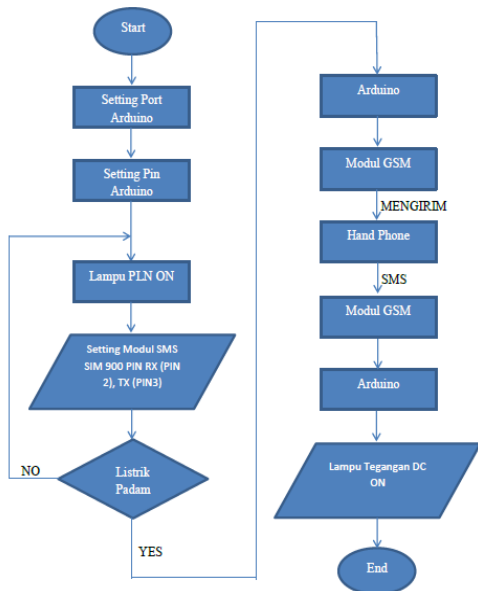 Start
Setting Port
Arduino
Setting Pin
Arduino
Lampu PLN ON
Setting Modul SMS
SIM 900 PIN RX (PIN
2), TX (PIN3)
NO
Listrik
Padam
YES
Arduino
Modul GSM
MENGIRIM
Hand Phone
SMS
Modul GSM
Arduino
Lampu Tegangan DC
ON
End